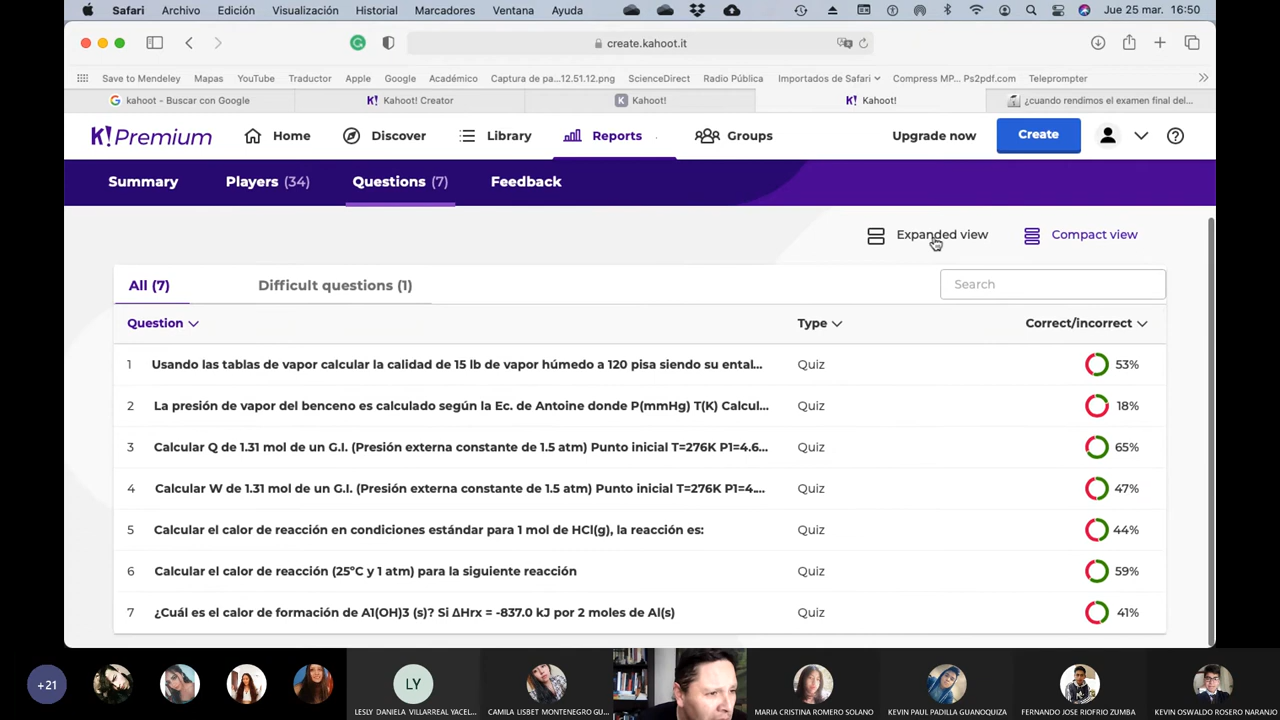 Safari Archivo Edición Visualización Historial Marcadores Ventana Ayuda Jue 25 mar. 16:50
create.kahoot.it
Save to Mendeley Mapas YouTube Traductor Apple Google Académico Captura de pa...12.51.12.png ScienceDirect Radio Pública Importados de Safari Compress MP... Ps2pdf.com Teleprompter
kahoot - Buscar con Google K! Kahoot! Creator K Kahoot! K! Kahoot! ¿cuando rendimos el examen final del...
K! Premium Home Discover Library Reports Groups Upgrade now Create
Summary Players (34) Questions (7) Feedback
Expanded view Compact view
All (7) Difficult questions (1) Search
Question Type Correct/incorrect
1 Usando las tablas de vapor calcular la calidad de 15 lb de vapor húmedo a 120 pisa siendo su ental... Quiz 53%
2 La presión de vapor del benceno es calculado según la Ec. de Antoine donde P(mmHg) T(K) Calcul... Quiz 18%
3 Calcular Q de 1.31 mol de un G.I. (Presión externa constante de 1.5 atm) Punto inicial T=276K P1=4.6... Quiz 65%
4 Calcular W de 1.31 mol de un G.I. (Presión externa constante de 1.5 atm) Punto inicial T=276K P1=4.... Quiz 47%
5 Calcular el calor de reacción en condiciones estándar para 1 mol de HCl(g), la reacción es: Quiz 44%
6 Calcular el calor de reacción (25ºC y 1 atm) para la siguiente reacción Quiz 59%
7 ¿Cuál es el calor de formación de A1(OH)3 (s)? Si ΔHrx = -837.0 kJ por 2 moles de Al(s) Quiz 41%
+21 LY
LESLY DANIELA VILLARREAL YACEL... CAMILA LISBET MONTENEGRO GU... MARIA CRISTINA ROMERO SOLANO KEVIN PAUL PADILLA GUANOQUIZA FERNANDO JOSE RIOFRIO ZUMBA KEVIN OSWALDO ROSERO NARANJO